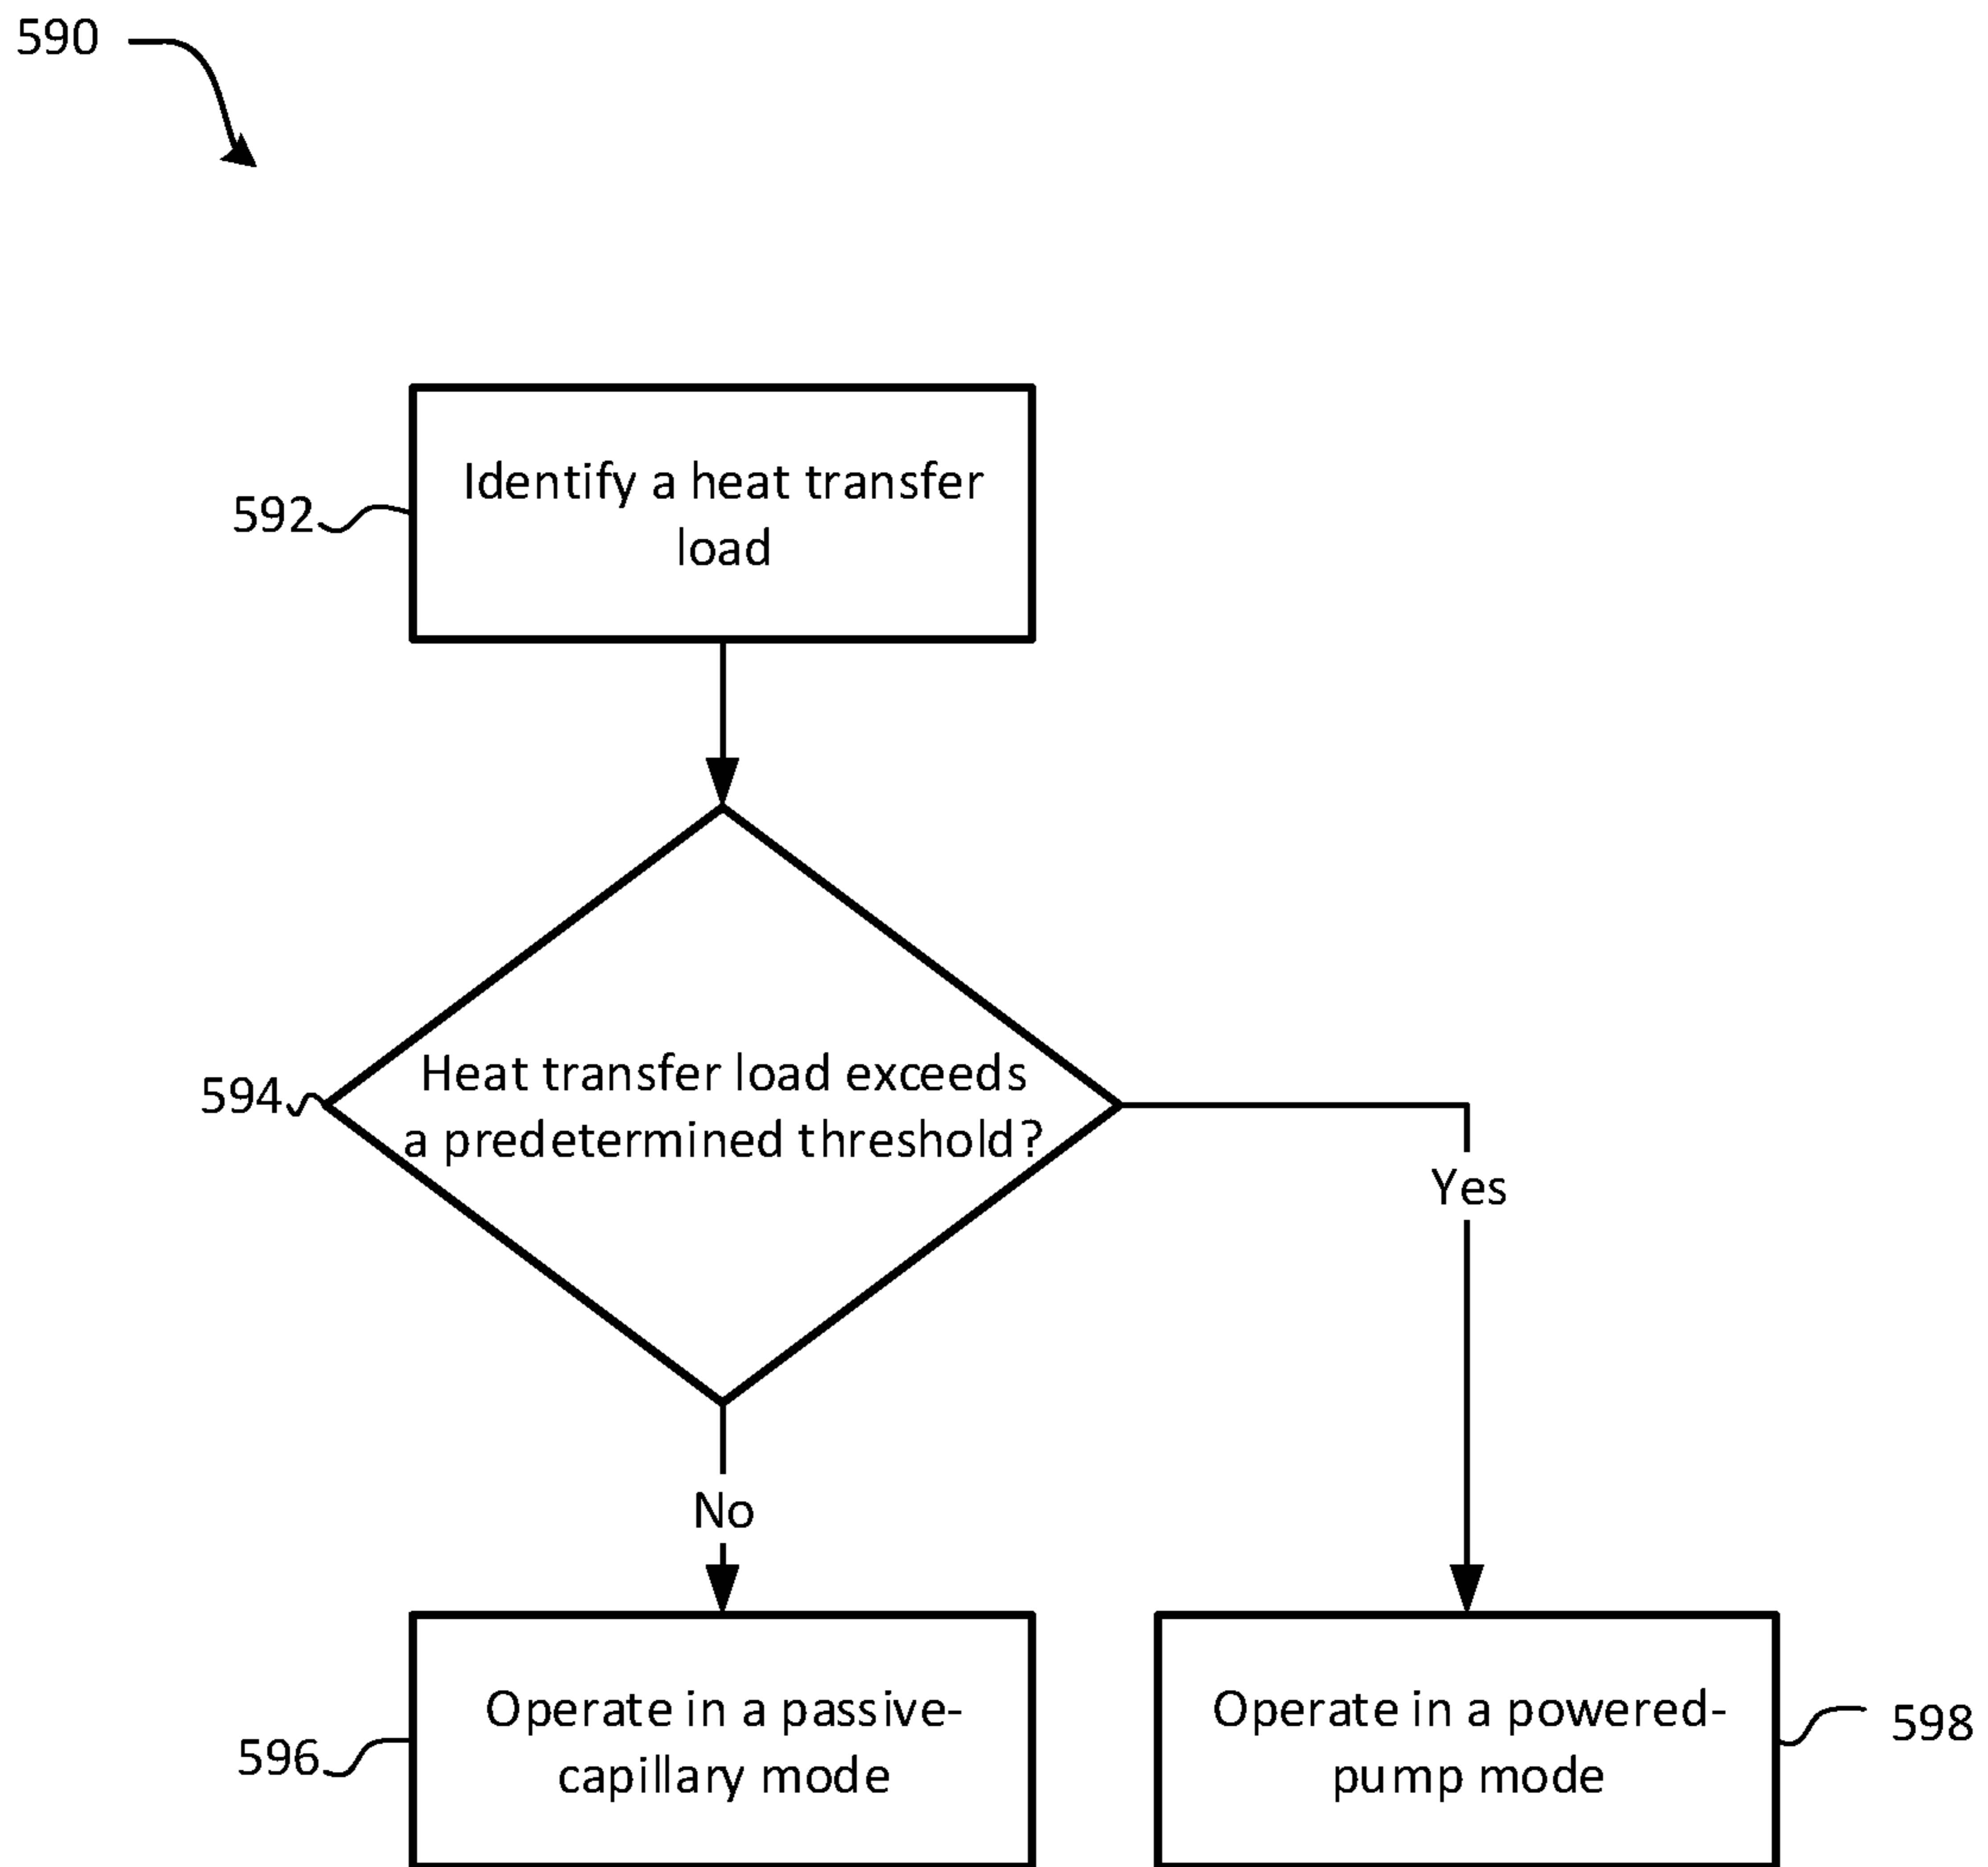 590
592
Identify a heat transfer
load
594
Heat transfer load exceeds
a predetermined threshold?
Yes
No
596
Operate in a passive-
capillary mode
Operate in a powered-
pump mode
598